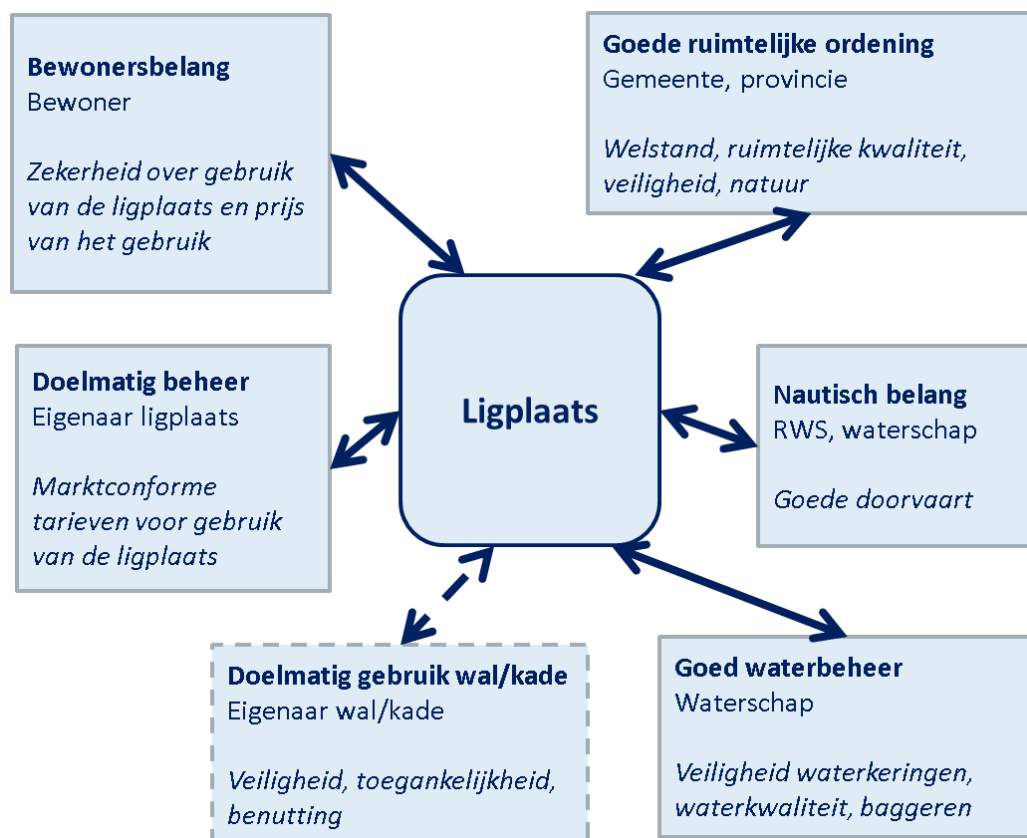 Bewonersbelang
Bewoner
Zekerheid over gebruik
van de ligplaats en prijs
van het gebruik
Goede ruimtelijke ordening
Gemeente, provincie
Welstand, ruimtelijke kwaliteit,
veiligheid, natuur
Doelmatig beheer
Eigenaar ligplaats
Marktconforme
tarieven voor gebruik
van de ligplaats
Ligplaats
Nautisch belang
RWS, waterschap
Goede doorvaart
Doelmatig gebruik wal/kade
Eigenaar wal/kade
Veiligheid, toegankelijkheid,
benutting
Goed waterbeheer
Waterschap
Veiligheid waterkeringen,
waterkwaliteit, baggeren